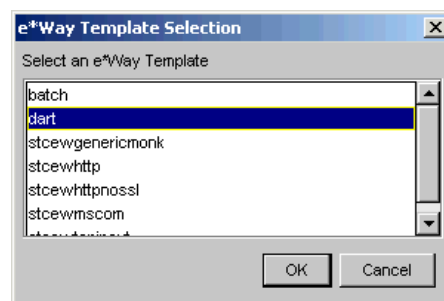 e*Way Template Selection
Select an e*Way Template
batch
dart
stcewgenericmonk
stcewhttp
stcewhttpnossl
stcewmscom
OK
Cancel